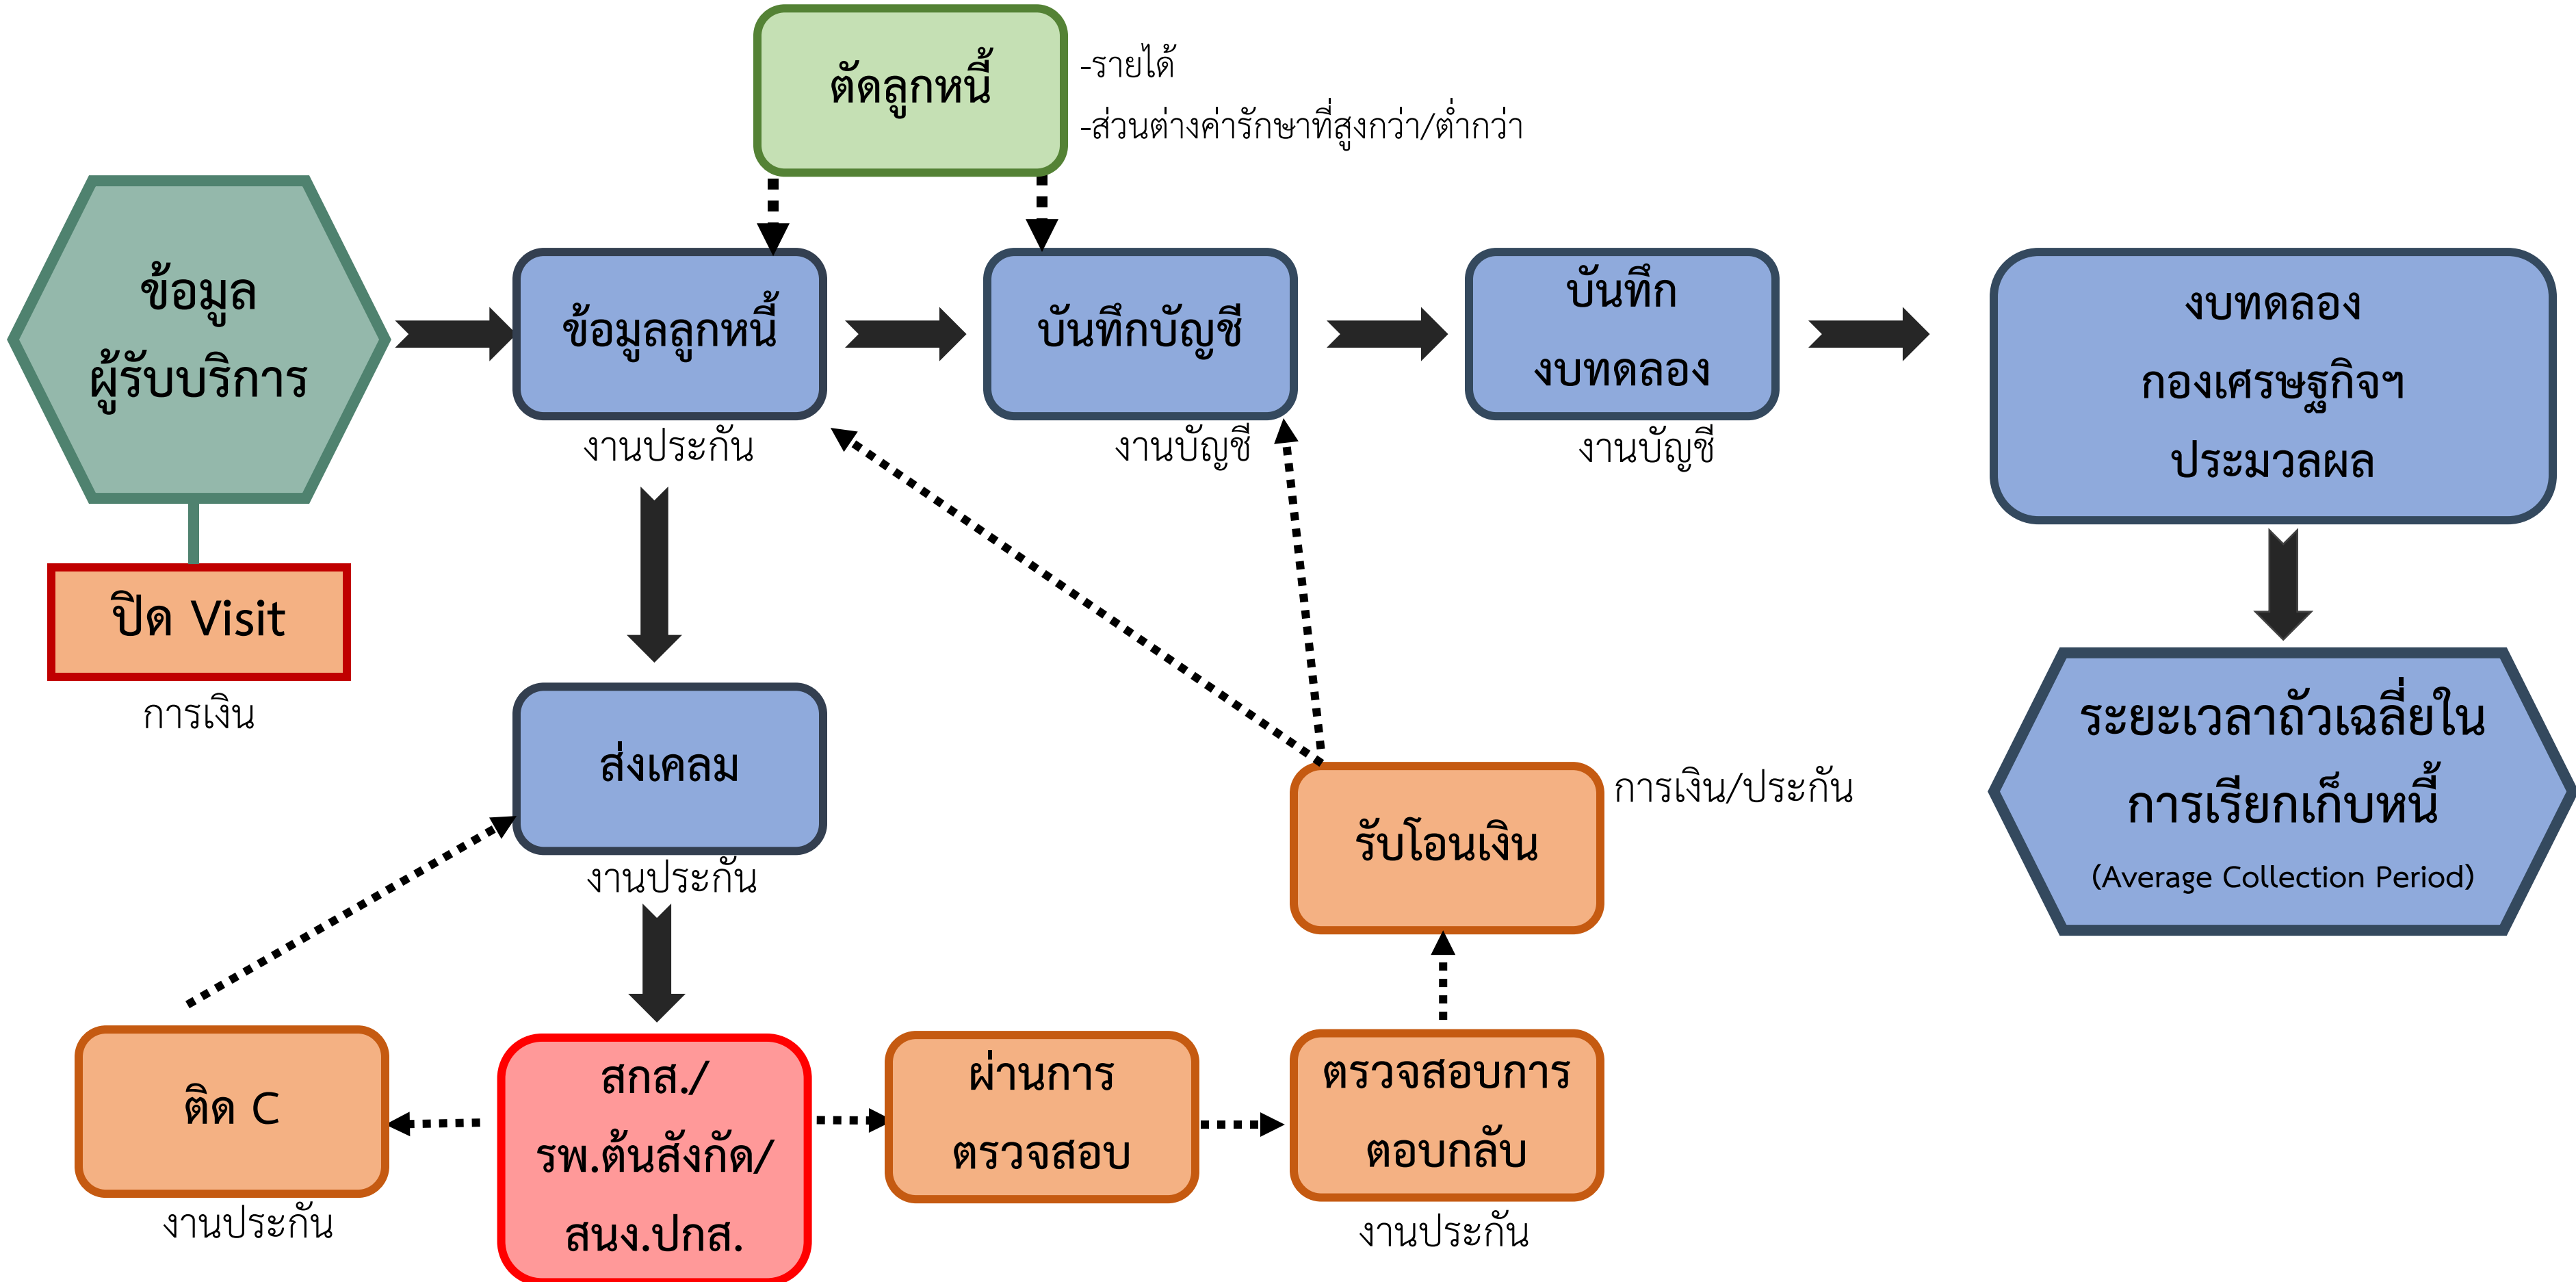 ตัดลูกหนี้
-รายได้
-ส่วนต่างค่ารักษาที่สูงกว่า/ต่ำกว่า
ข้อมูล
ผู้รับบริการ
ปิด Visit
การเงิน
ข้อมูลลูกหนี้
งานประกัน
บันทึกบัญชี
งานบัญชี
บันทึก
งบทดลอง
งานบัญชี
งบทดลอง
กองเศรษฐกิจฯ
ประมวลผล
ส่งเคลม
งานประกัน
รับโอนเงิน
การเงิน/ประกัน
ระยะเวลาถัวเฉลี่ยใน
การเรียกเก็บหนี้
(Average Collection Period)
ติด C
งานประกัน
สกส./
รพ.ต้นสังกัด/
สนง.ปกส.
ผ่านการ
ตรวจสอบ
ตรวจสอบการ
ตอบกลับ
งานประกัน